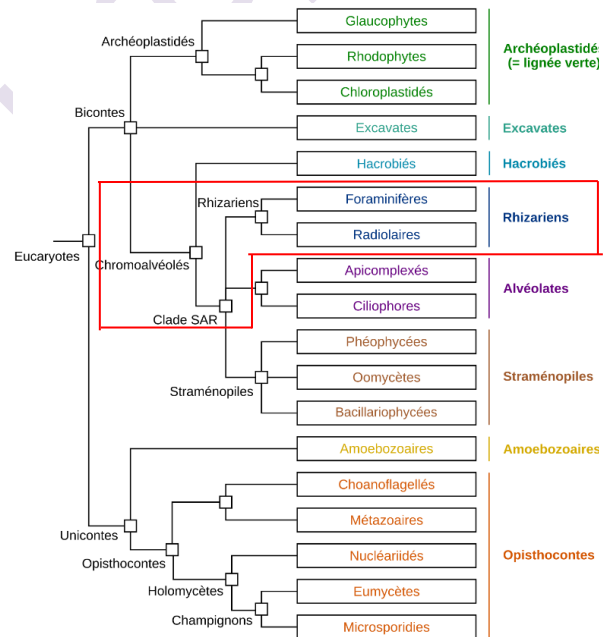 Glaucophytes
Archéoplastidés
Rhodophytes
Archéoplastidés
(= lignée verte)
Chloroplastidés
Bicontes
Excavates
Excavates
Hacrobiés
Hacrobiés
Rhizariens
Foraminifères
Rhizariens
Radiolaires
Eucaryotes
Chromoalvéolés
Apicomplexés
Alvéolates
Ciliophores
Clade SAR
Phéophycées
Oomycètes
Straménopiles
Straménopiles
Bacillariophycées
Amoebozoaires
Amoebozoaires
Choanoflagellés
Métazoaires
Unicontes
Opisthocontes
Nucléariidés
Opisthocontes
Holomycètes
Eumycètes
Champignons
Microsporidies